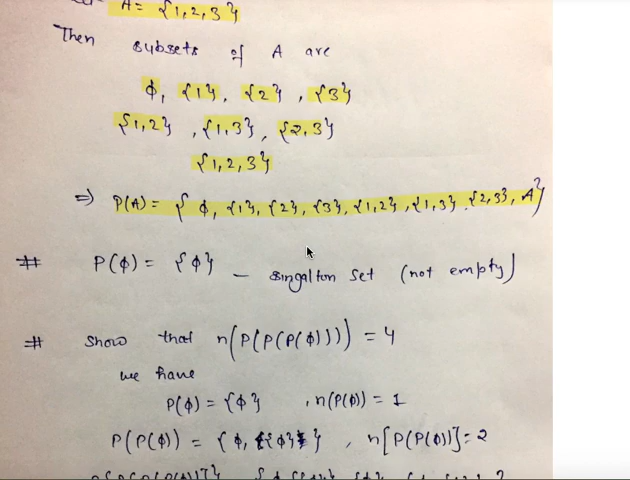 A = {1,2,3}
Then subsets of A are
φ, {1}, {2}, {3}
{1,2}, {1,3}, {2,3}
{1,2,3}
=> P(A) = { φ, {1}, {2}, {3}, {1,2}, {1,3}, {2,3}, A}
# P(φ) = {φ} – singalton set (not empty)
# Show that n(P(P(P(φ)))) = 4
we have
P(φ) = {φ} , n(P(φ)) = 1
P(P(φ)) = {φ, {φ}} , n[P(P(φ))] = 2